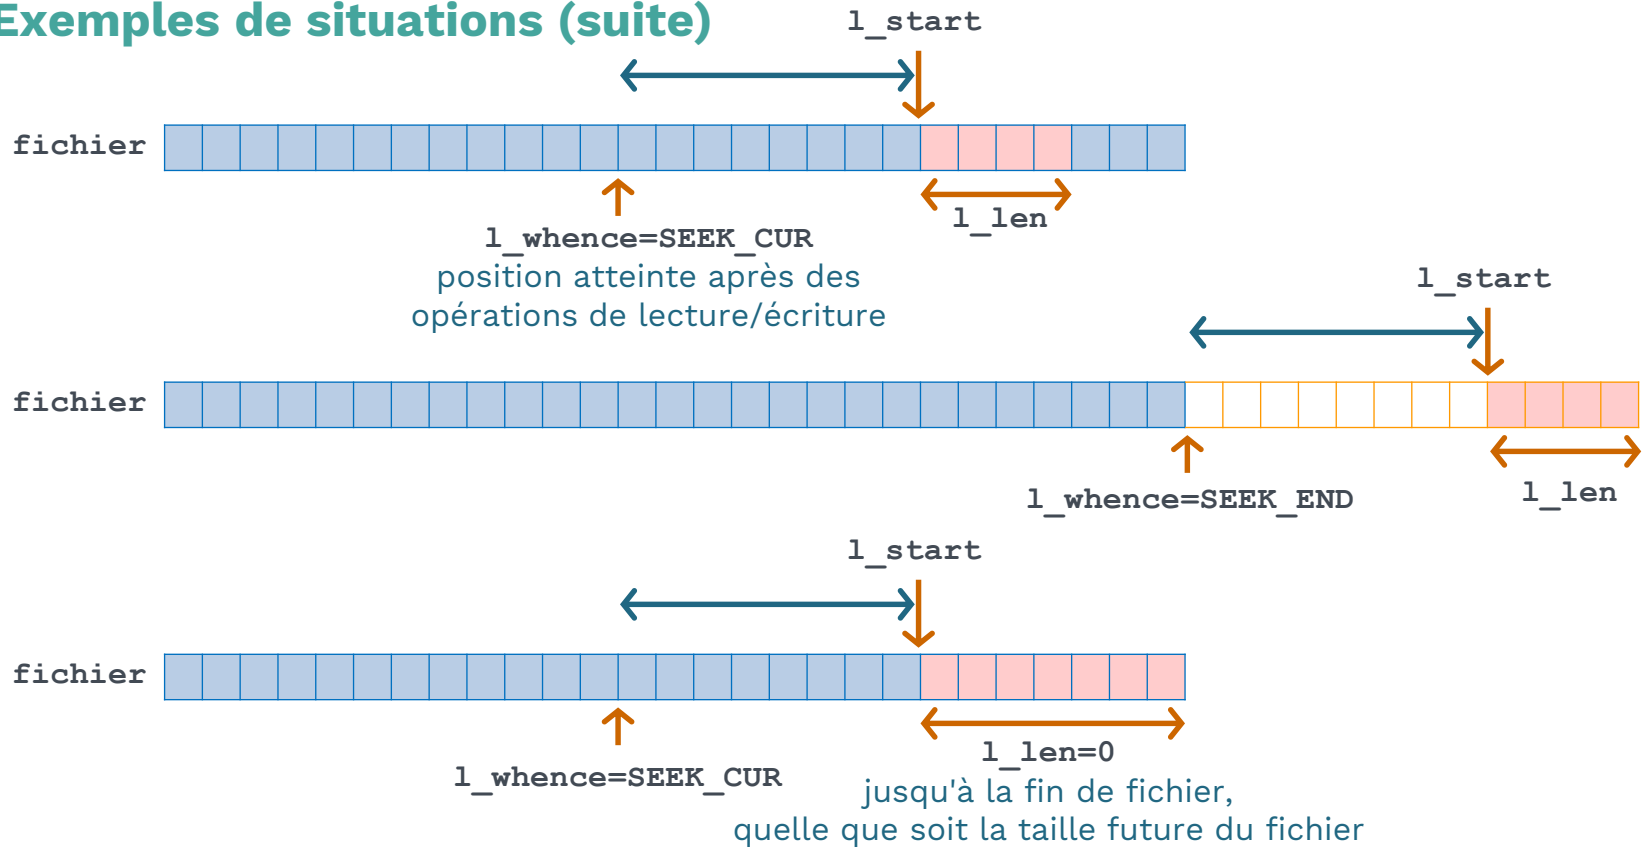 Exemples de situations (suite)
l_start
fichier
l_len
l_whence=SEEK_CUR
position atteinte après des
opérations de lecture/écriture
l_start
fichier
l_whence=SEEK_END
l_len
l_start
fichier
l_len=0
l_whence=SEEK_CUR
jusqu'à la fin de fichier,
quelle que soit la taille future du fichier